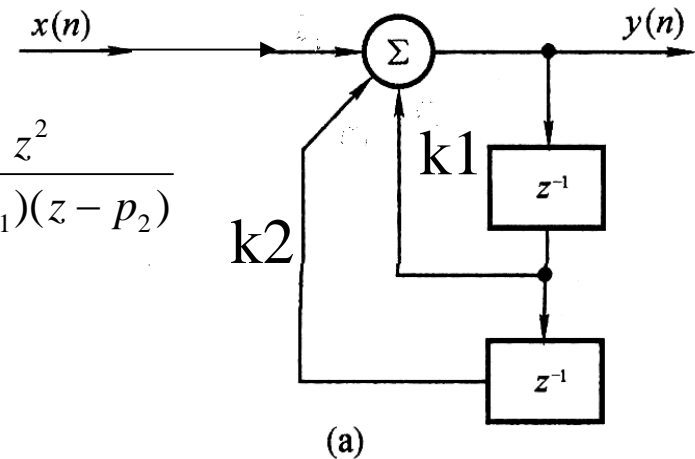 x(n)
Σ
y(n)
z²
₁)(z − p₂)
k1
z⁻¹
k2
z⁻¹
(a)